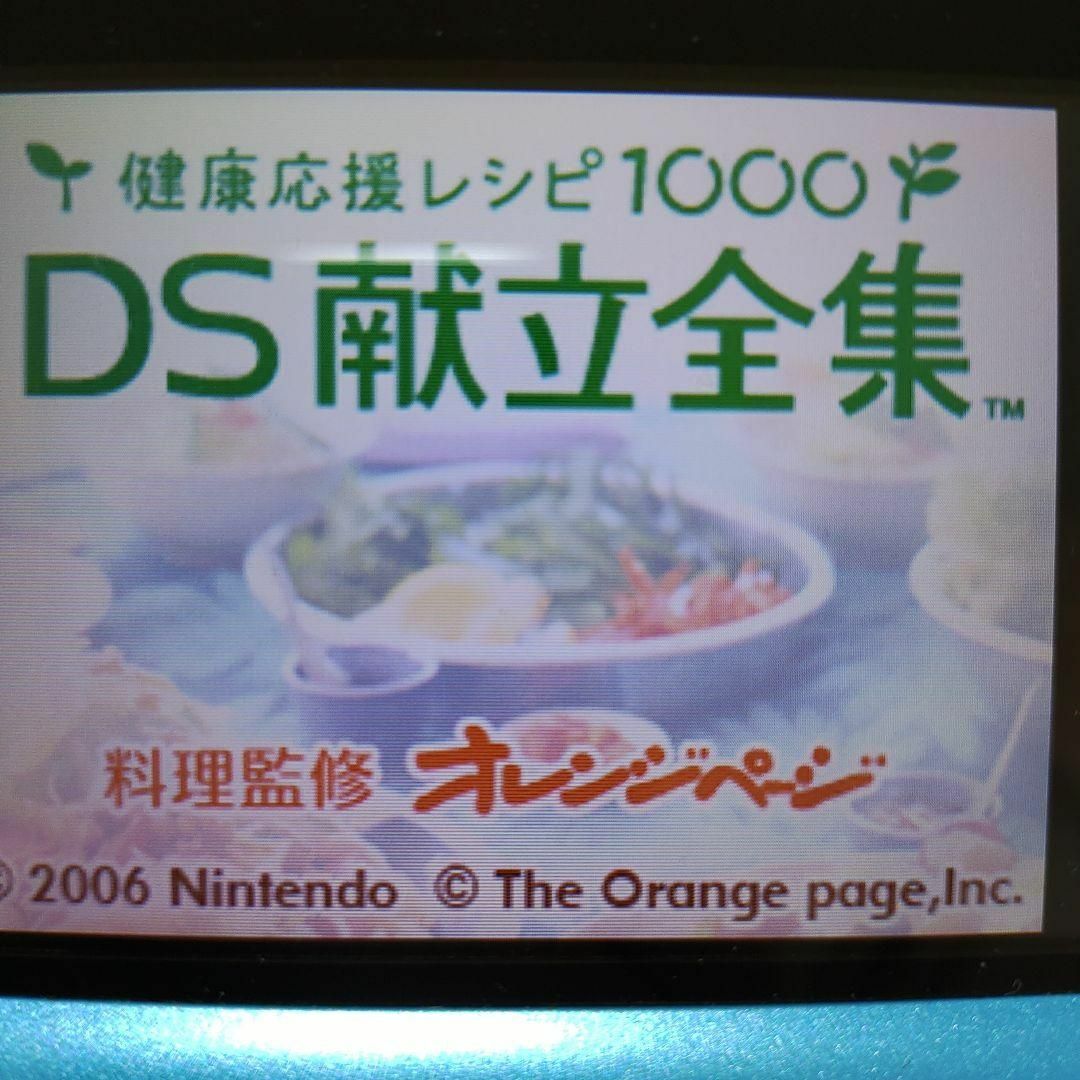 健康応援レシピ1000
DS献立全集™
料理監修 オレンジページ
© 2006 Nintendo © The Orange page,Inc.